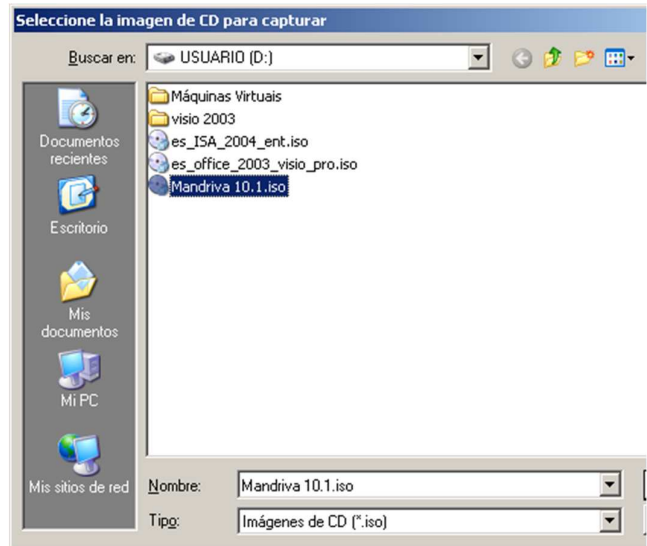 Seleccione la imagen de CD para capturar
Buscar en:
USUARIO (D:)
Documentos
recientes
Escritorio
Mis
documentos
Mi PC
Mis sitios de red
Máquinas Virtuais
visio 2003
es_ISA_2004_ent.iso
es_office_2003_visio_pro.iso
Mandriva 10.1.iso
Nombre:
Mandriva 10.1.iso
Tipo:
Imágenes de CD (*.iso)